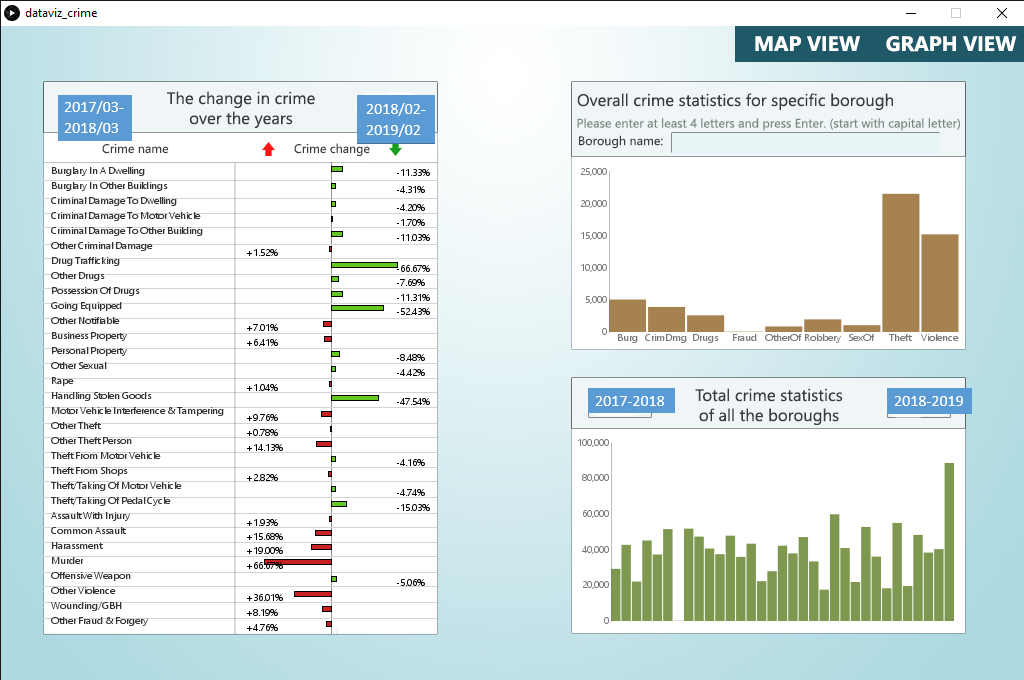 dataviz_crime
MAP VIEW GRAPH VIEW
2017/03-
2018/03
The change in crime
over the years
2018/02-
2019/02
Crime name Crime change
Burglary In A Dwelling -11.33%
Burglary In Other Buildings -4.31%
Criminal Damage To Dwelling -4.20%
Criminal Damage To Motor Vehicle -1.70%
Criminal Damage To Other Building -11.03%
Other Criminal Damage +1.52%
Drug Trafficking -66.67%
Other Drugs -7.69%
Possession Of Drugs -11.31%
Going Equipped -52.43%
Other Notifiable +7.01%
Business Property +6.41%
Personal Property -8.48%
Other Sexual -4.42%
Rape +1.04%
Handling Stolen Goods -47.54%
Motor Vehicle Interference & Tampering +9.76%
Other Theft +0.78%
Other Theft Person +14.13%
Theft From Motor Vehicle -4.16%
Theft From Shops +2.82%
Theft/Taking Of Motor Vehicle -4.74%
Theft/Taking Of Pedal Cycle -15.03%
Assault With Injury +1.93%
Common Assault +15.68%
Harassment +19.00%
Murder +66.67%
Offensive Weapon -5.06%
Other Violence +36.01%
Wounding/GBH +8.19%
Other Fraud & Forgery +4.76%
Overall crime statistics for specific borough
Please enter at least 4 letters and press Enter. (start with capital letter)
Borough name:
25,000
20,000
15,000
10,000
5,000
0
Burg CrimDmg Drugs Fraud OtherOf Robbery SexOf Theft Violence
2017-2018
Total crime statistics
of all the boroughs
2018-2019
100,000
80,000
60,000
40,000
20,000
0